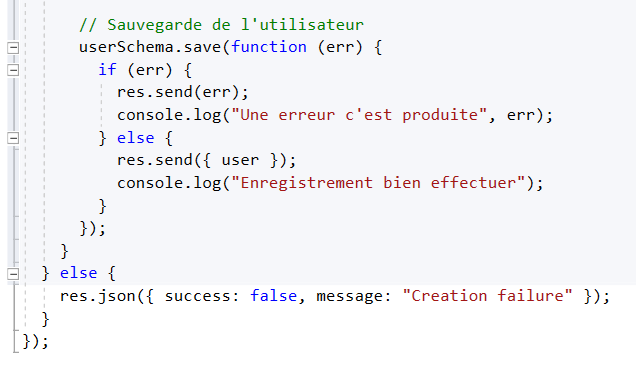 // Sauvegarde de l'utilisateur
userSchema.save(function (err) {
if (err) {
res.send(err);
console.log("Une erreur c'est produite", err);
} else {
res.send({ user });
console.log("Enregistrement bien effectuer");
}
});
}
} else {
res.json({ success: false, message: "Creation failure" });
}
});